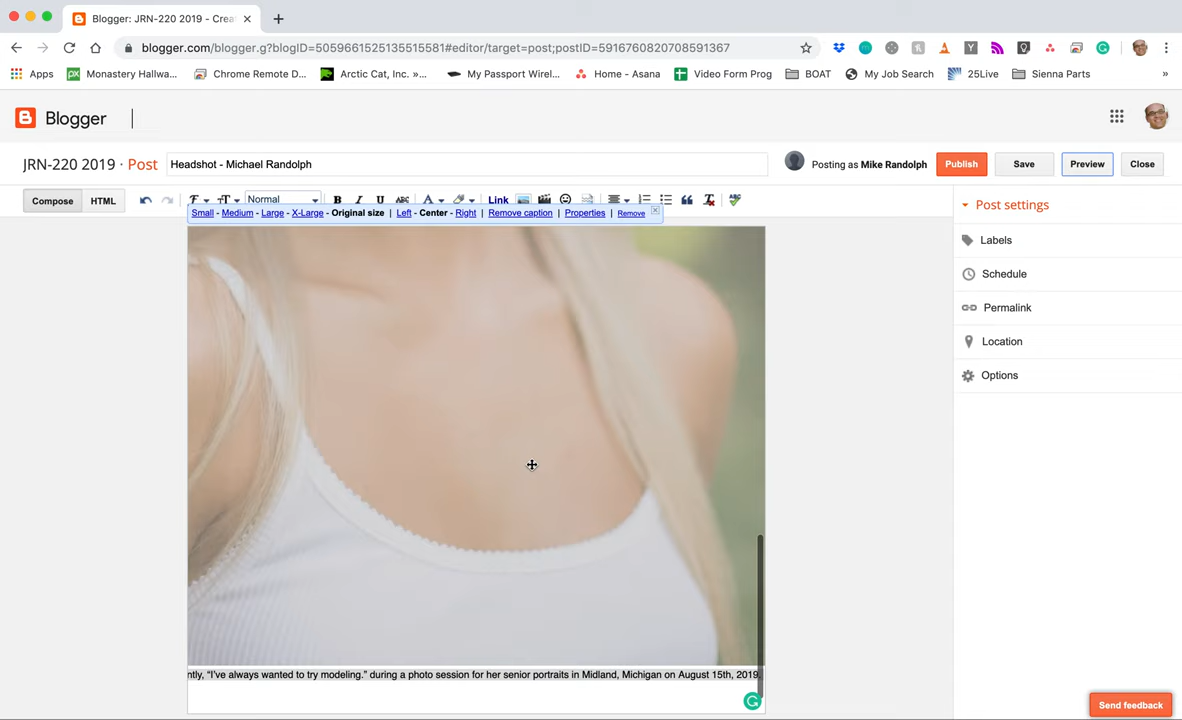 Blogger: JRN-220 2019 - Crea
blogger.com/blogger.g?blogID=5059661525135515581#editor/target=post;postID=5916760820708591367
Apps Monastery Hallwa... Chrome Remote D... Arctic Cat, Inc. »... My Passport Wirel... Home - Asana Video Form Prog BOAT My Job Search 25Live Sienna Parts »
Blogger
JRN-220 2019 · Post Headshot - Michael Randolph Posting as Mike Randolph Publish Save Preview Close
Compose HTML Normal B I U ABC A Link
Small - Medium - Large - X-Large - Original size | Left - Center - Right | Remove caption | Properties | Remove
Post settings
Labels
Schedule
Permalink
Location
Options
ntly, “I've always wanted to try modeling.” during a photo session for her senior portraits in Midland, Michigan on August 15th, 2019.
Send feedback